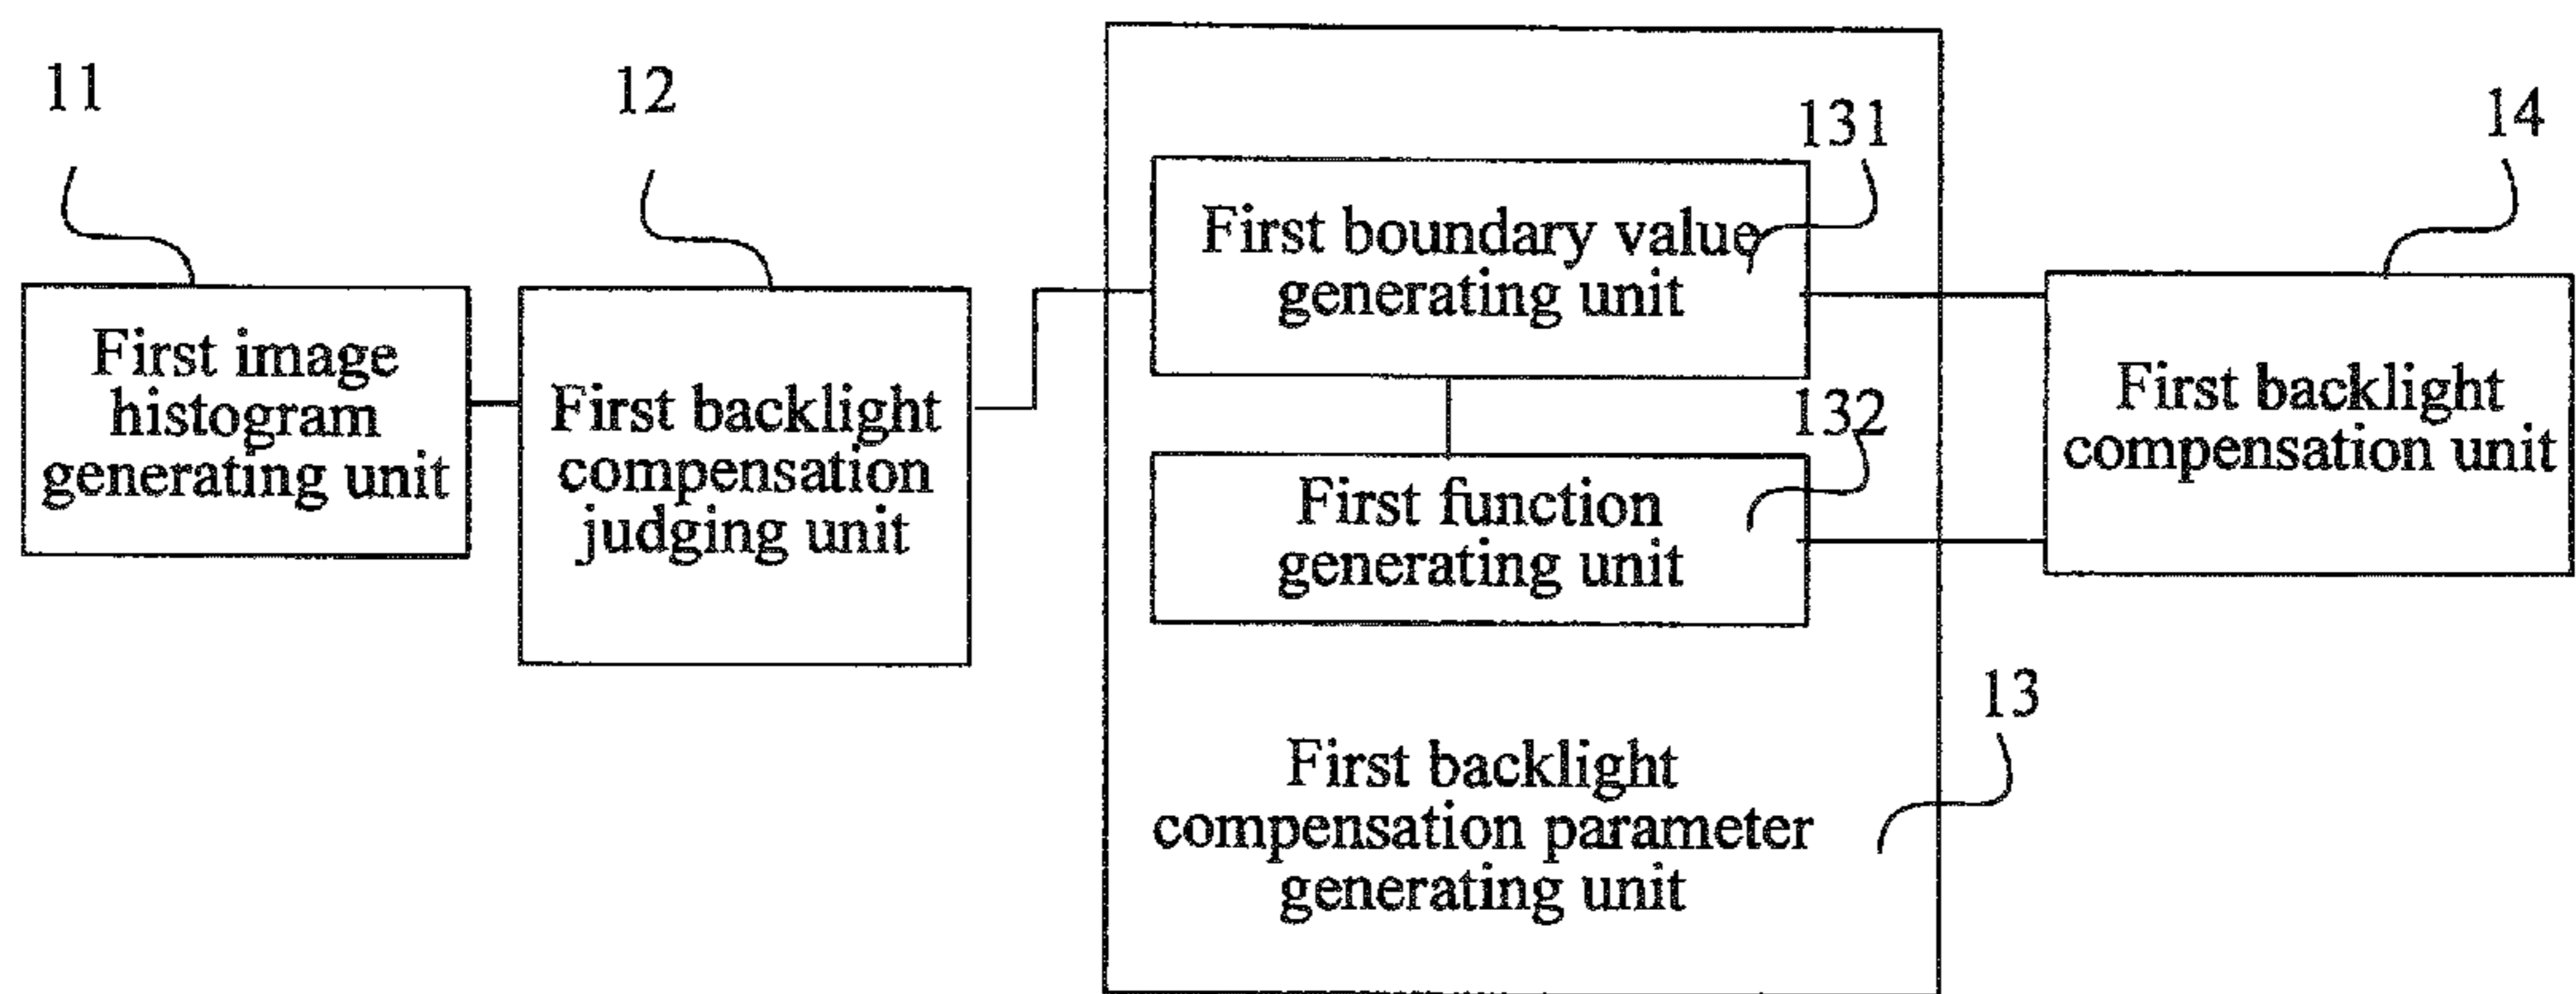 11
First image
histogram
generating unit
12
First backlight
compensation
judging unit
131
First boundary value
generating unit
132
First function
generating unit
13
First backlight
compensation parameter
generating unit
14
First backlight
compensation unit